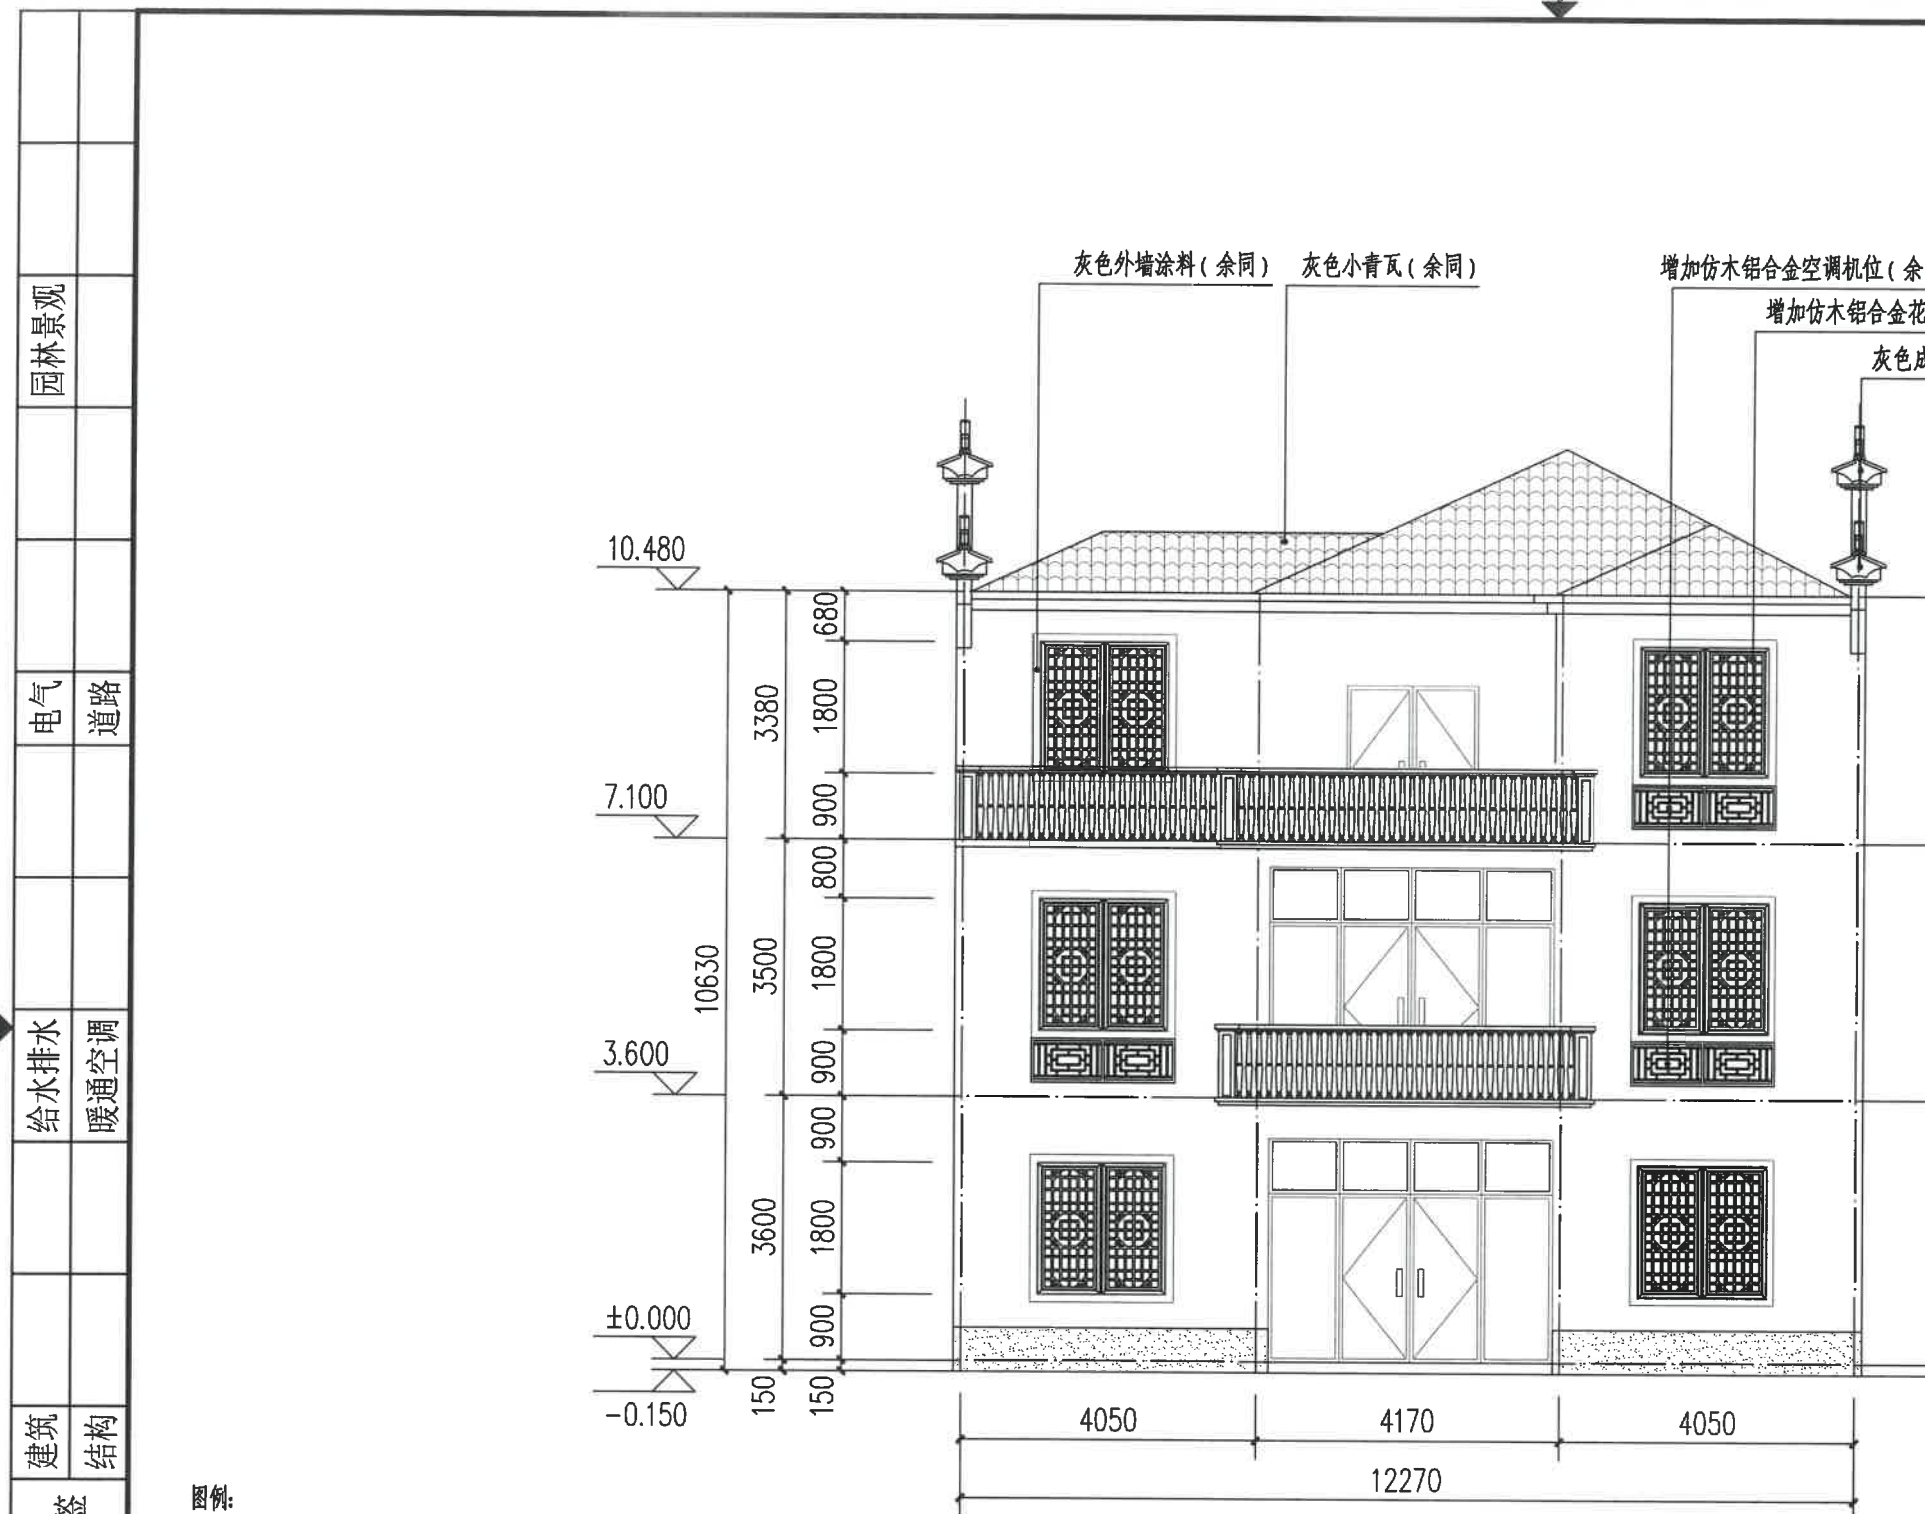 灰色外墙涂料(余同)
灰色小青瓦(余同)
增加仿木铝合金空调机位(余
增加仿木铝合金花
灰色成
园林景观
电气
道路
给水排水
暖通空调
建筑
结构
签
10.480
7.100
3.600
±0.000
-0.150
10630
3380
3500
3600
150
680
1800
900
800
1800
900
900
1800
900
150
4050
4170
4050
12270
图例: